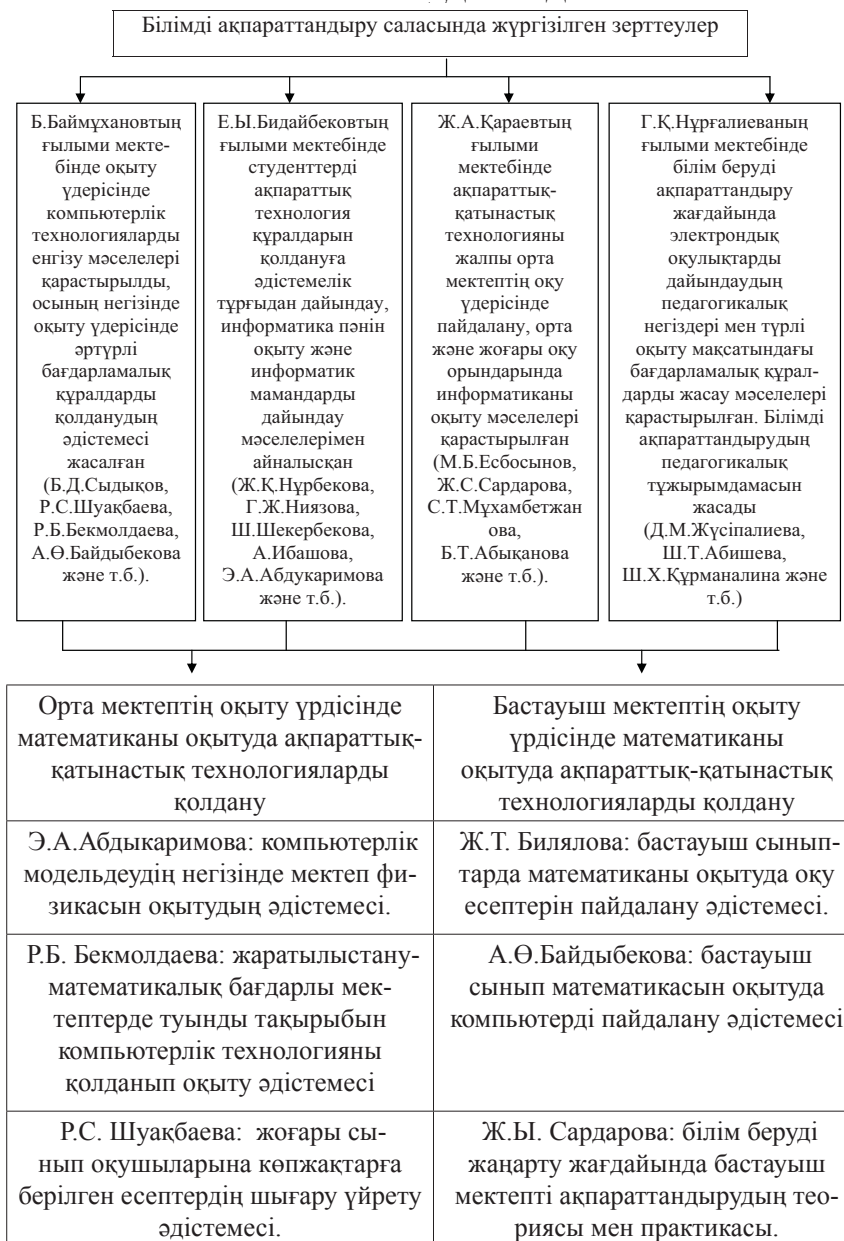 Білімді ақпараттандыру саласында жүргізілген зерттеулер
Б.Баймұхановтың
ғылыми мекте-
бінде оқыту
үдерісінде
компьютерлік
технологияларды
енгізу мәселелері
қарастырылды,
осының негізінде
оқыту үдерісінде
әртүрлі
бағдарламалық
құралдарды
қолданудың
әдістемесі
жасалған
(Б.Д.Сыдықов,
Р.С.Шуақбаева,
Р.Б.Бекмолдаева,
А.Ө.Байдыбекова
және т.б.).
Е.Ы.Бидайбековтың
ғылыми мектебінде
студенттерді
ақпараттық
технология
құралдарын
қолдануға
әдістемелік
тұрғыдан дайындау,
информатика пәнін
оқыту және
информатик
мамандарды
дайындау
мәселелерімен
айналысқан
(Ж.Қ.Нұрбекова,
Г.Ж.Ниязова,
Ш.Шекербекова,
А.Ибашова,
Э.А.Абдукаримова
және т.б.).
Ж.А.Қараевтың
ғылыми
мектебінде
ақпараттық-
қатынастық
технологияны
жалпы орта
мектептің оқу
үдерісінде
пайдалану, орта
және жоғары оқу
орындарында
информатиканы
оқыту мәселелері
қарастырылған
(М.Б.Есбосынов,
Ж.С.Сардарова,
С.Т.Мұхамбетжан
ова,
Б.Т.Абықанова
және т.б.).
Г.Қ.Нұрғалиеваның
ғылыми мектебінде
білім беруді
ақпараттандыру
жағдайында
электрондық
оқулықтарды
дайындаудың
педагогикалық
негіздері мен түрлі
оқыту мақсатындағы
бағдарламалық құрал-
дарды жасау мәселелері
қарастырылған. Білімді
ақпараттандырудың
педагогикалық
тұжырымдамасын
жасады
(Д.М.Жүсіпалиева,
Ш.Т.Абишева,
Ш.Х.Құрманалина және
т.б.)
Орта мектептің оқыту үрдісінде
математиканы оқытуда ақпараттық-
қатынастық технологияларды
қолдану
Бастауыш мектептің оқыту
үрдісінде математиканы
оқытуда ақпараттық-қатынастық
технологияларды қолдану
Э.А.Абдыкаримова: компьютерлік
модельдеудің негізінде мектеп фи-
зикасын оқытудың әдістемесі.
Ж.Т. Билялова: бастауыш сынып-
тарда математиканы оқытуда оқу
есептерін пайдалану әдістемесі.
Р.Б. Бекмолдаева: жаратылыстану-
математикалық бағдарлы мек-
тептерде туынды тақырыбын
компьютерлік технологияны
қолданып оқыту әдістемесі
А.Ө.Байдыбекова: бастауыш
сынып математикасын оқытуда
компьютерді пайдалану әдістемесі
Р.С. Шуақбаева: жоғары сы-
нып оқушыларына көпжақтарға
берілген есептердің шығару үйрету
әдістемесі.
Ж.Ы. Сардарова: білім беруді
жаңарту жағдайында бастауыш
мектепті ақпараттандырудың тео-
риясы мен практикасы.